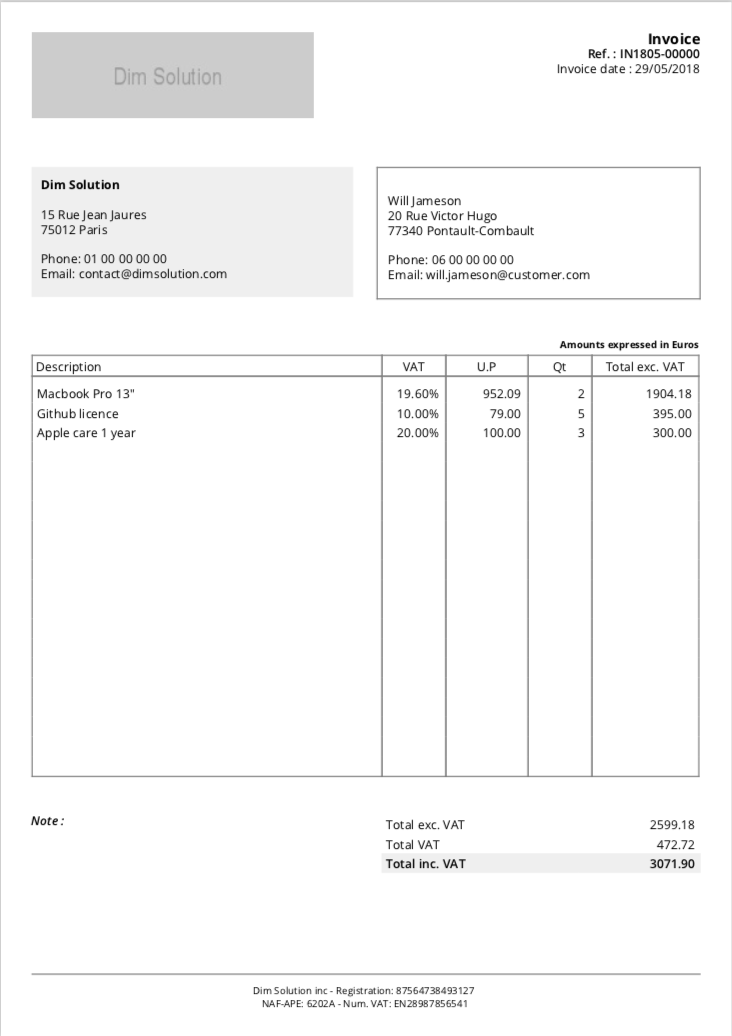 Dim Solution
Invoice
Ref. : IN1805-00000
Invoice date : 29/05/2018
Dim Solution
15 Rue Jean Jaures
75012 Paris
Phone: 01 00 00 00 00
Email: contact@dimsolution.com
Will Jameson
20 Rue Victor Hugo
77340 Pontault-Combault
Phone: 06 00 00 00 00
Email: will.jameson@customer.com
Amounts expressed in Euros
Description VAT U.P Qt Total exc. VAT
Macbook Pro 13" 19.60% 952.09 2 1904.18
Github licence 10.00% 79.00 5 395.00
Apple care 1 year 20.00% 100.00 3 300.00
Note :
Total exc. VAT 2599.18
Total VAT 472.72
Total inc. VAT 3071.90
Dim Solution inc - Registration: 87564738493127
NAF-APE: 6202A - Num. VAT: EN28987856541